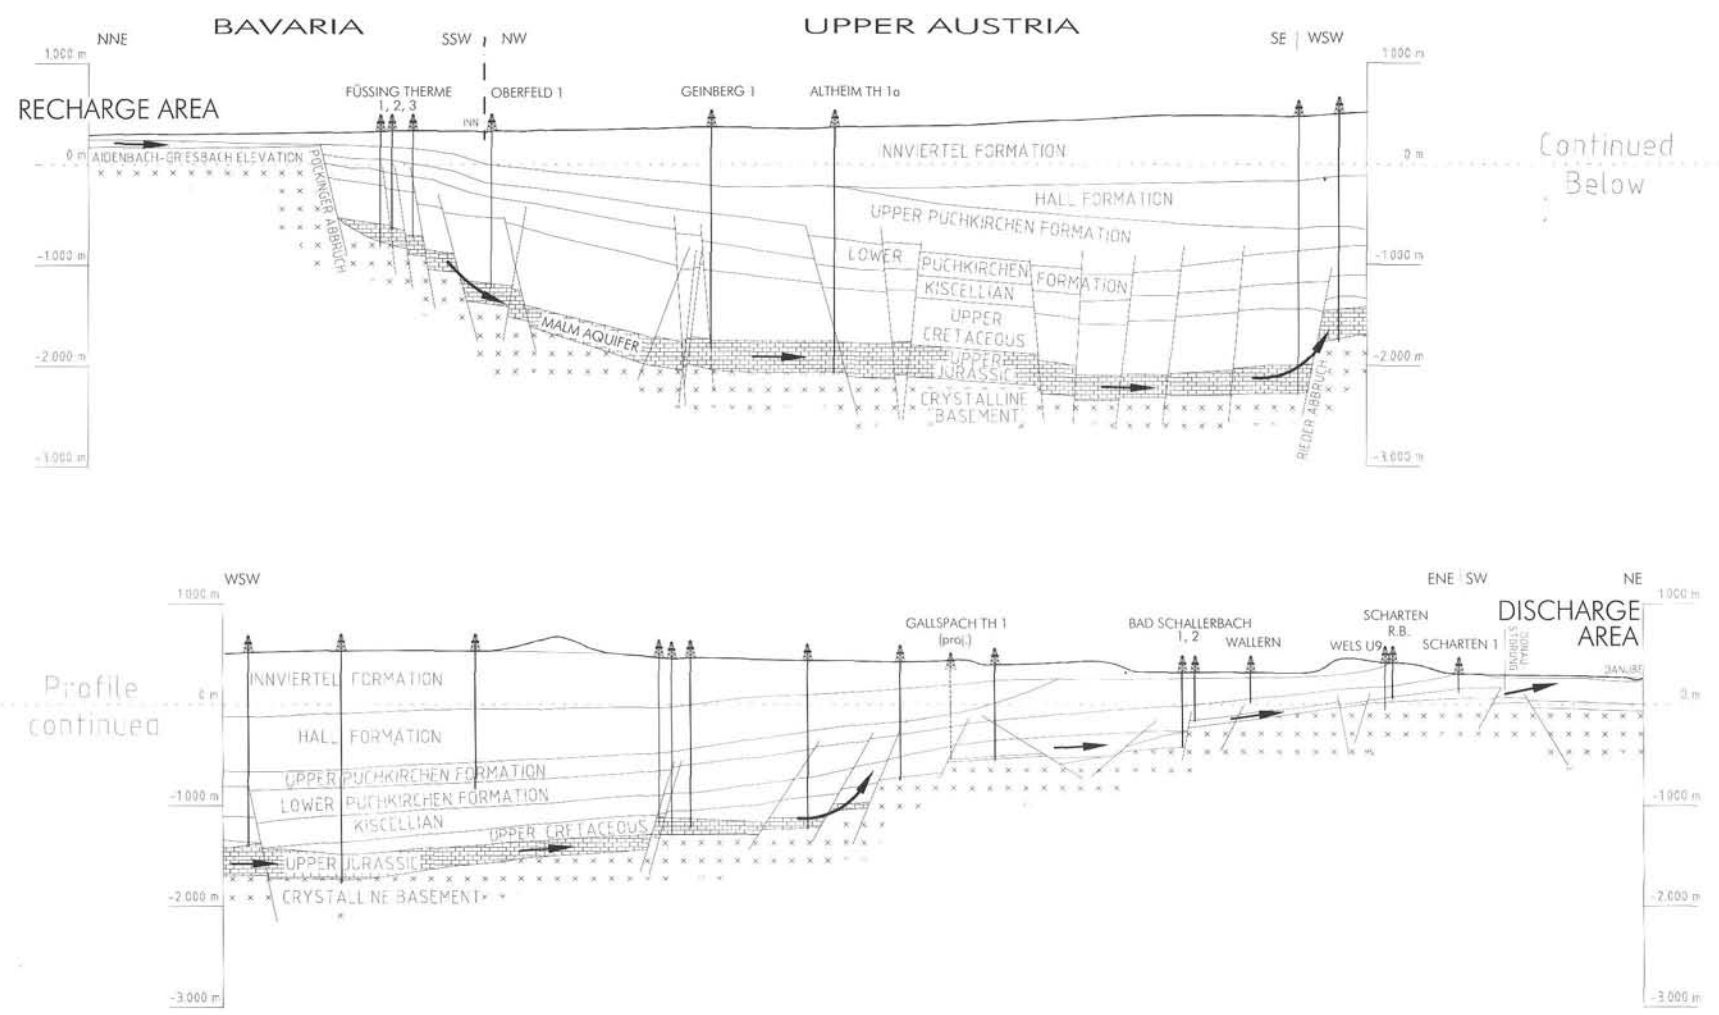 BAVARIA
UPPER AUSTRIA
NNE
SSW
NW
SE
WSW
1,000 m
1 000 m
RECHARGE AREA
FÜSSING THERME
1, 2, 3
OBERFELD 1
INN
GEINBERG 1
ALTHEIM TH 1a
0 m
AIDENBACH-GRIESBACH ELEVATION
POCKINGER ABBRUCH
INNVIERTEL FORMATION
0 m
Continued
Below
HALL FORMATION
UPPER PUCHKIRCHEN FORMATION
LOWER PUCHKIRCHEN FORMATION
-1000 m
-1000 m
KISCELLIAN
UPPER
CRETACEOUS
MALM AQUIFER
UPPER
JURASSIC
-2 000 m
-2 000 m
CRYSTALLINE
BASEMENT
RIEDER ABBRUCH
-3 000 m
-3 000 m
WSW
ENE
SW
NE
1 000 m
1 000 m
GALLSPACH TH 1
(proj.)
BAD SCHALLERBACH
1, 2
WALLERN
WELS U9
SCHARTEN
R.B.
SCHARTEN 1
DONAU
STÖRUNG
DISCHARGE
AREA
DANUBE
Profile
continued
0 m
0 m
INNVIERTEL FORMATION
HALL FORMATION
UPPER PUCHKIRCHEN FORMATION
LOWER PUCHKIRCHEN FORMATION
-1000 m
-1000 m
KISCELLIAN
UPPER CRETACEOUS
UPPER JURASSIC
CRYSTALLINE BASEMENT
-2 000 m
-2 000 m
-3 000 m
-3 000 m